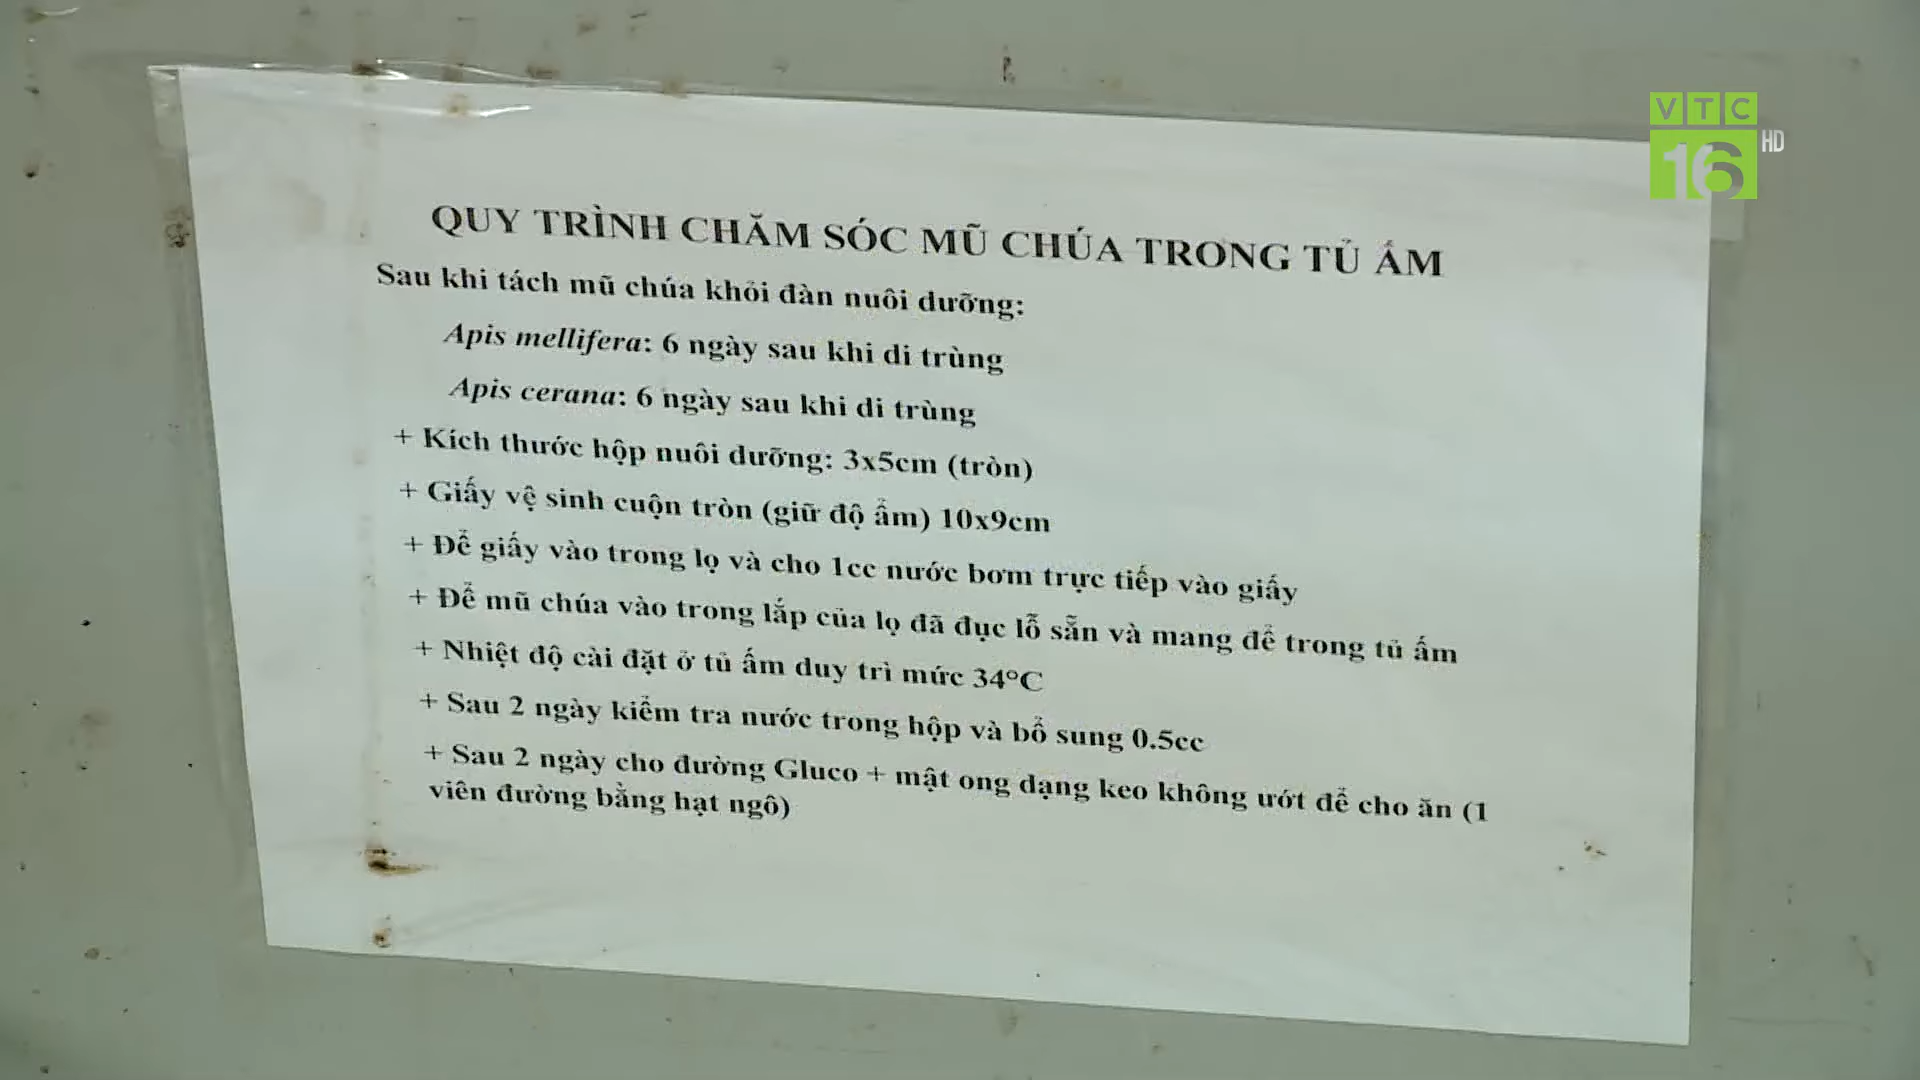 VTC
16 HD
QUY TRÌNH CHĂM SÓC MŨ CHÚA TRONG TỦ ẤM
Sau khi tách mũ chúa khỏi đàn nuôi dưỡng:
Apis mellifera: 6 ngày sau khi di trùng
Apis cerana: 6 ngày sau khi di trùng
+ Kích thước hộp nuôi dưỡng: 3x5cm (tròn)
+ Giấy vệ sinh cuộn tròn (giữ độ ẩm) 10x9cm
+ Để giấy vào trong lọ và cho 1cc nước bơm trực tiếp vào giấy
+ Để mũ chúa vào trong lắp của lọ đã đục lỗ sẵn và mang để trong tủ ấm
+ Nhiệt độ cài đặt ở tủ ấm duy trì mức 34°C
+ Sau 2 ngày kiểm tra nước trong hộp và bổ sung 0.5cc
+ Sau 2 ngày cho đường Gluco + mật ong dạng keo không ướt để cho ăn (1
viên đường bằng hạt ngô)